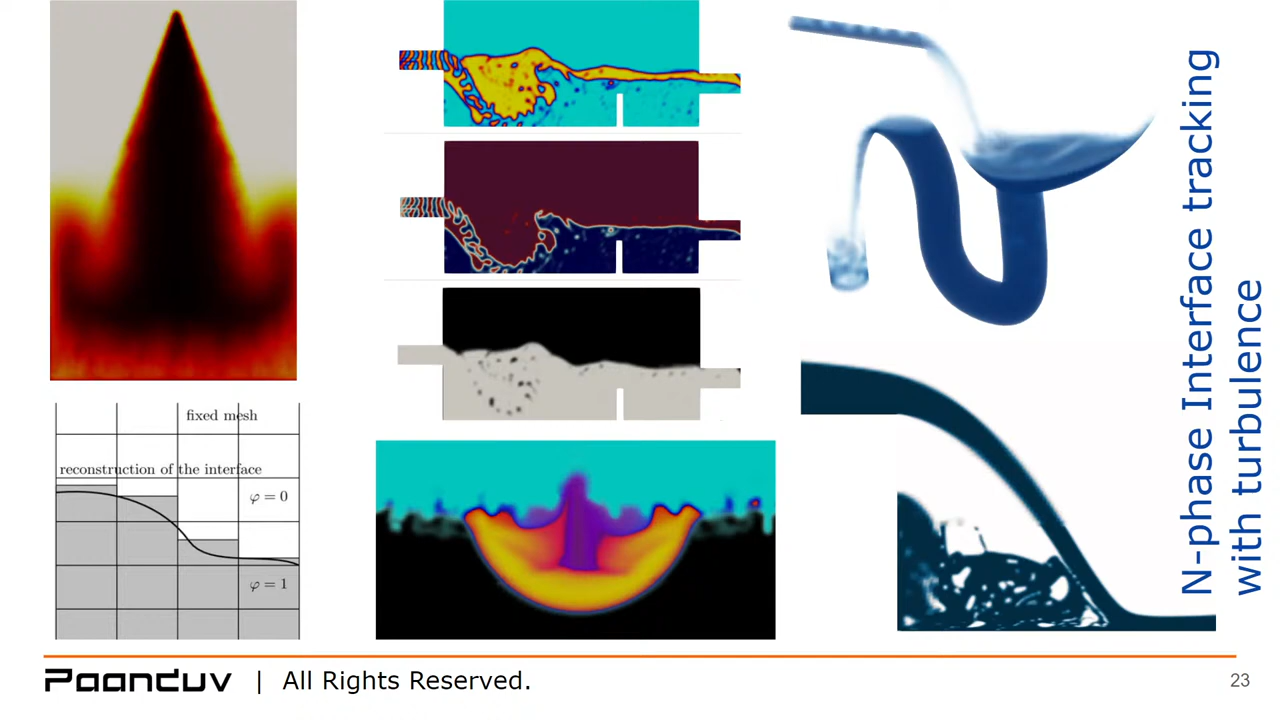 fixed mesh
reconstruction of the interface
φ = 0
φ = 1
N-phase Interface tracking
with turbulence
Paanduv | All Rights Reserved.
23